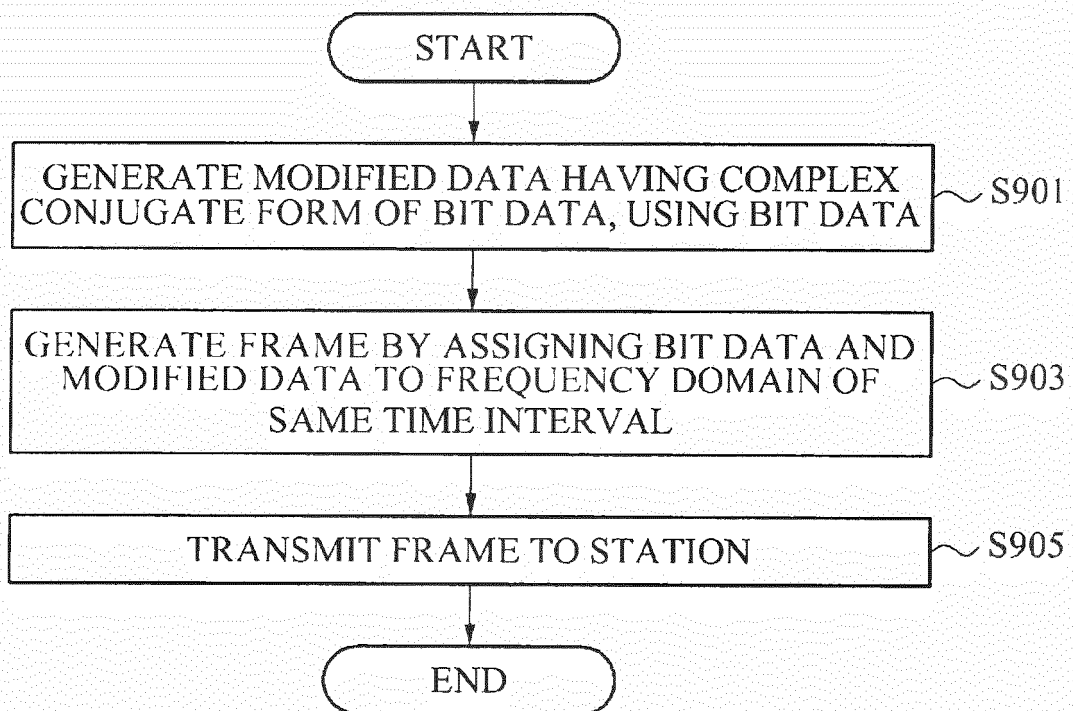 START
GENERATE MODIFIED DATA HAVING COMPLEX
CONJUGATE FORM OF BIT DATA, USING BIT DATA
S901
GENERATE FRAME BY ASSIGNING BIT DATA AND
MODIFIED DATA TO FREQUENCY DOMAIN OF
SAME TIME INTERVAL
S903
TRANSMIT FRAME TO STATION
S905
END